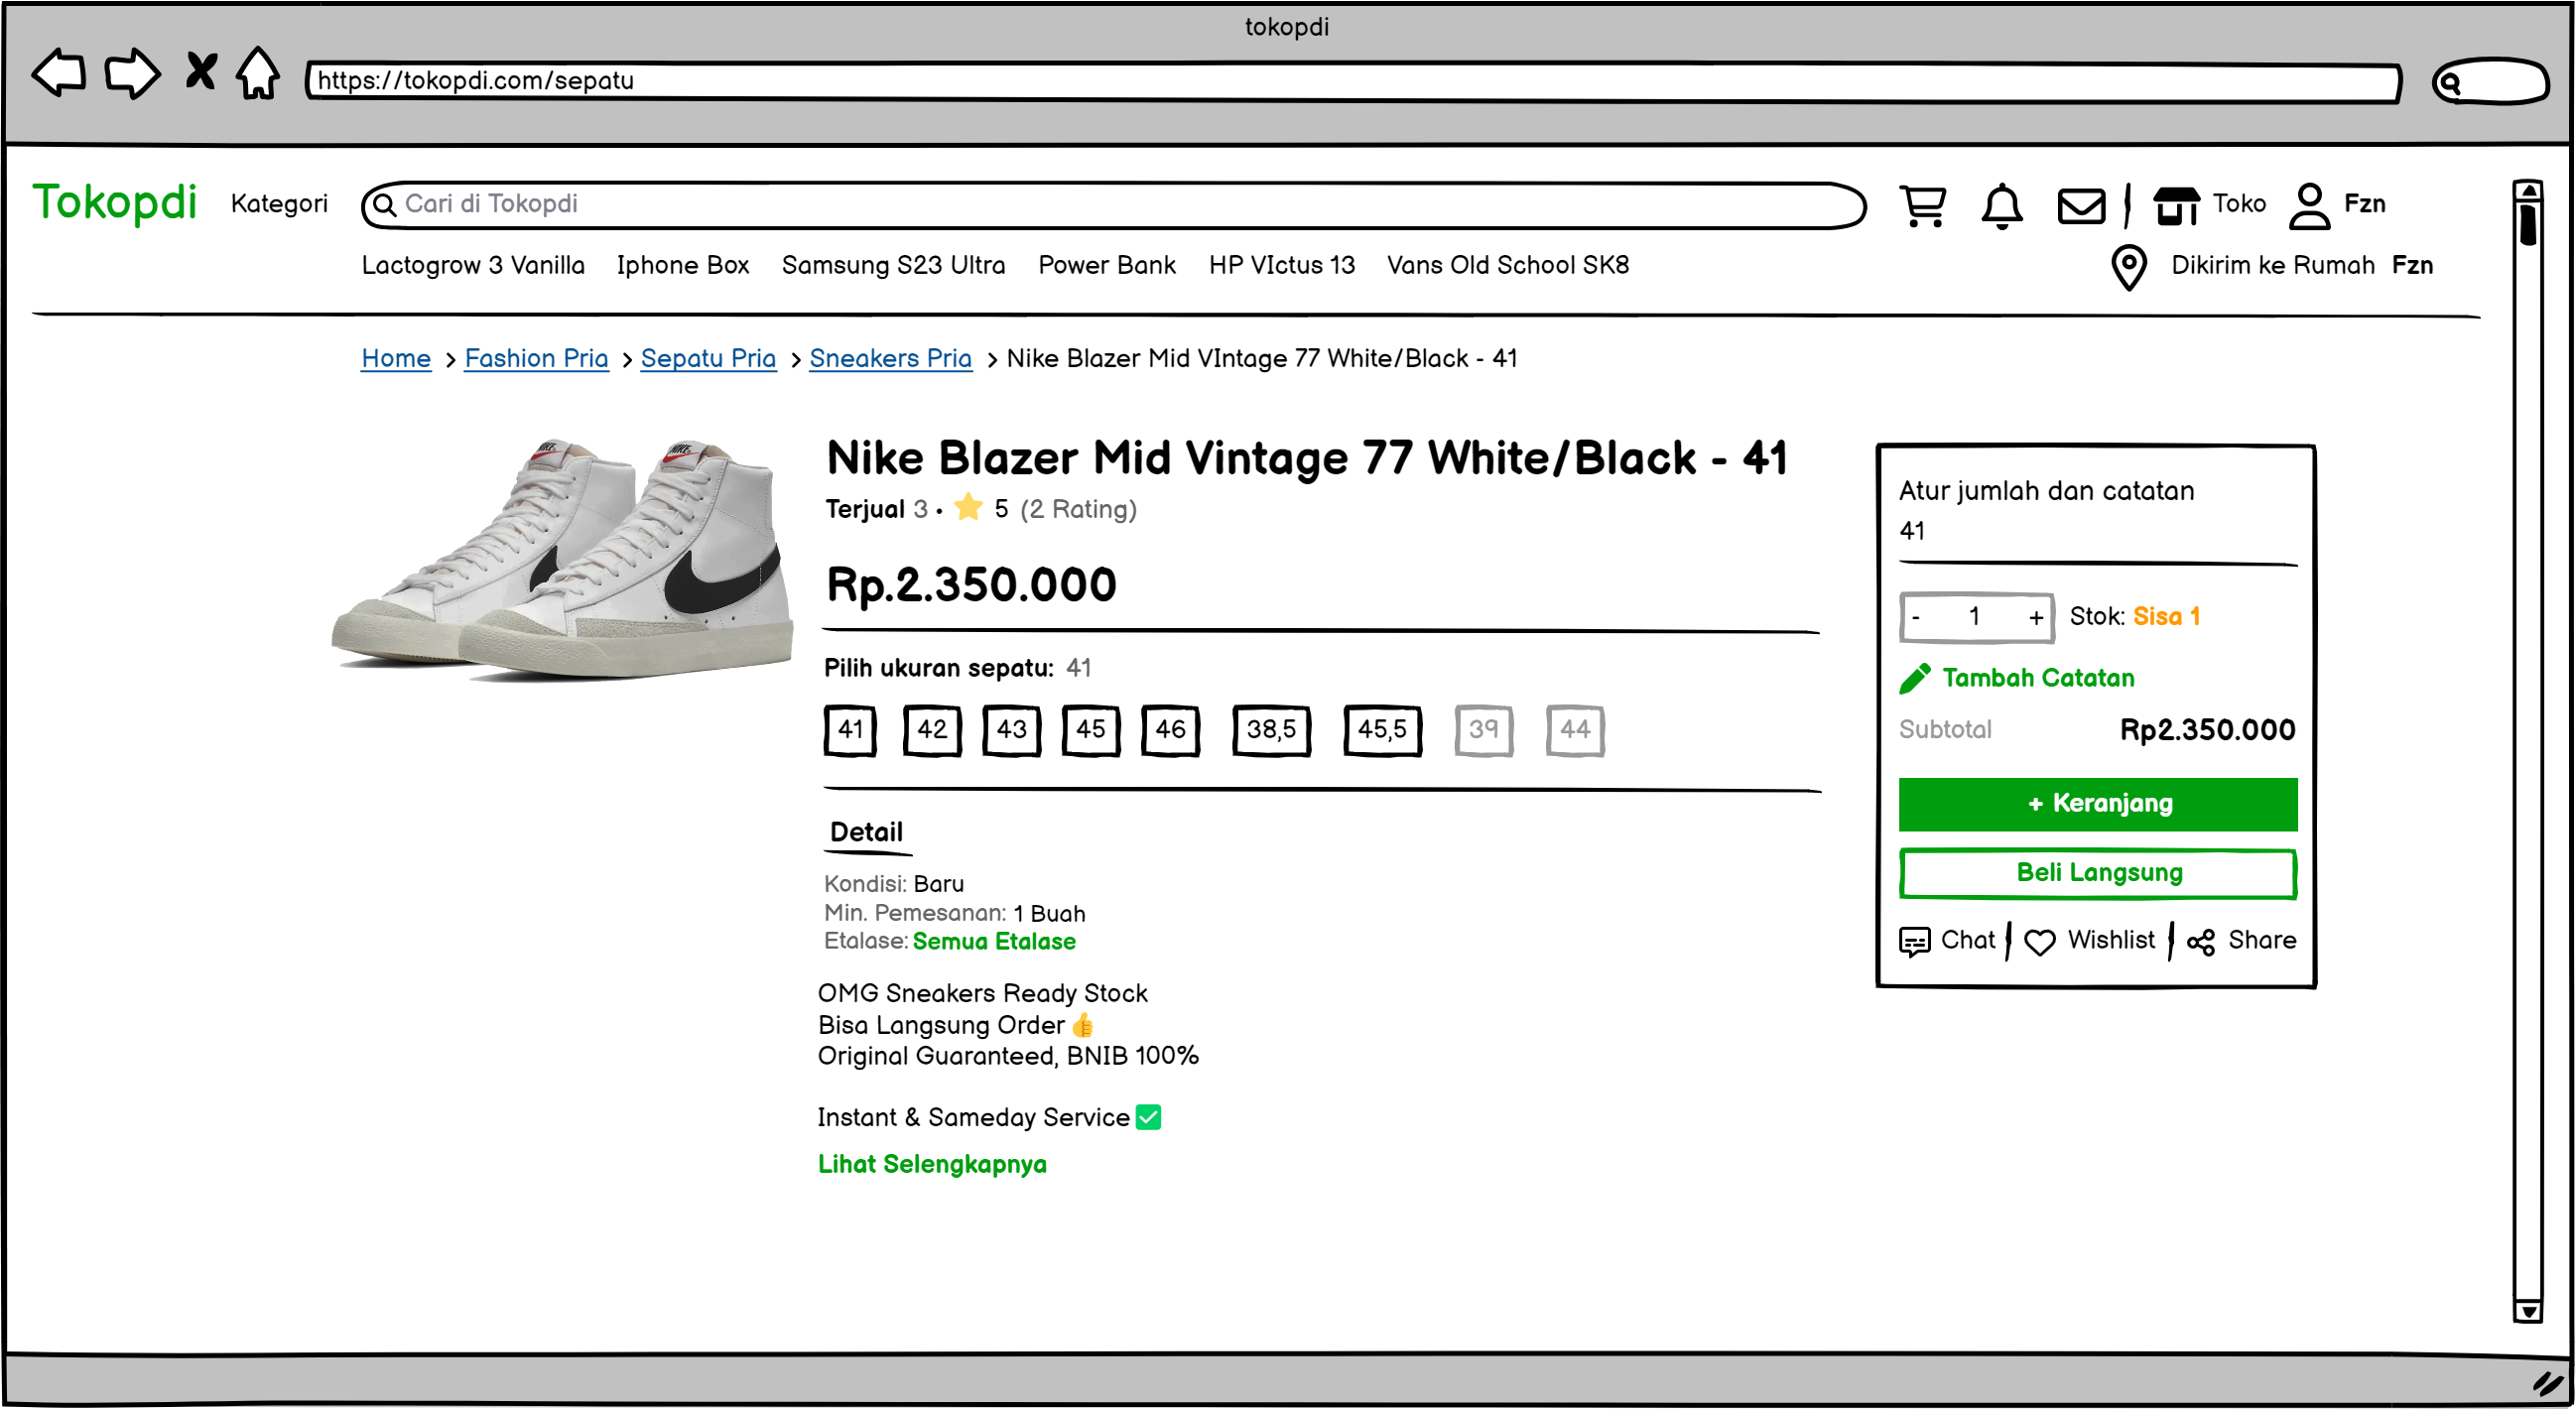 tokopdi
https://tokopdi.com/sepatu
Tokopdi Kategori Cari di Tokopdi Toko Fzn
Lactogrow 3 Vanilla Iphone Box Samsung S23 Ultra Power Bank HP VIctus 13 Vans Old School SK8 Dikirim ke Rumah Fzn
Home > Fashion Pria > Sepatu Pria > Sneakers Pria > Nike Blazer Mid VIntage 77 White/Black - 41
NIKE NIKE
Nike Blazer Mid Vintage 77 White/Black - 41
Terjual 3 • ⭐ 5 (2 Rating)
Rp.2.350.000
Pilih ukuran sepatu: 41
41 42 43 45 46 38,5 45,5 39 44
Detail
Kondisi: Baru
Min. Pemesanan: 1 Buah
Etalase: Semua Etalase
OMG Sneakers Ready Stock
Bisa Langsung Order 👍
Original Guaranteed, BNIB 100%
Instant & Sameday Service ✅
Lihat Selengkapnya
Atur jumlah dan catatan
41
- 1 + Stok: Sisa 1
Tambah Catatan
Subtotal Rp2.350.000
+ Keranjang
Beli Langsung
Chat Wishlist Share